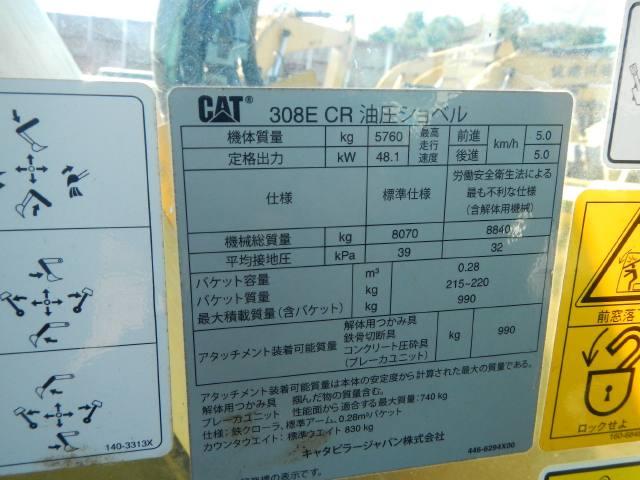 CAT® 308E CR 油圧ショベル
機体質量 kg 5760 最高走行速度 前進 km/h 5.0
定格出力 kW 48.1 後進 5.0
仕様 標準仕様 労働安全衛生法による最も不利な仕様(含解体用機械)
機械総質量 kg 8070 8840
平均接地圧 kPa 39 32
バケット容量 m³ 0.28
バケット質量 kg 215~220
最大積載質量(含バケット) kg 990
アタッチメント装着可能質量 解体用つかみ具 鉄骨切断具 コンクリート圧砕具 (ブレーカユニット) kg 990
アタッチメント装着可能質量は本体の安定度から計算された最大の質量である。
解体用つかみ具 掴んだ物の質量含む。
ブレーカユニット 性能面から適合する最大質量:740 kg
仕様:鉄クローラ、標準アーム、0.28m³バケット
カウンタウエイト:標準ウエイト 830 kg
キャタピラージャパン株式会社
446-6294X00
140-3313X
前窓落下
ロックせよ
機械の表示です。